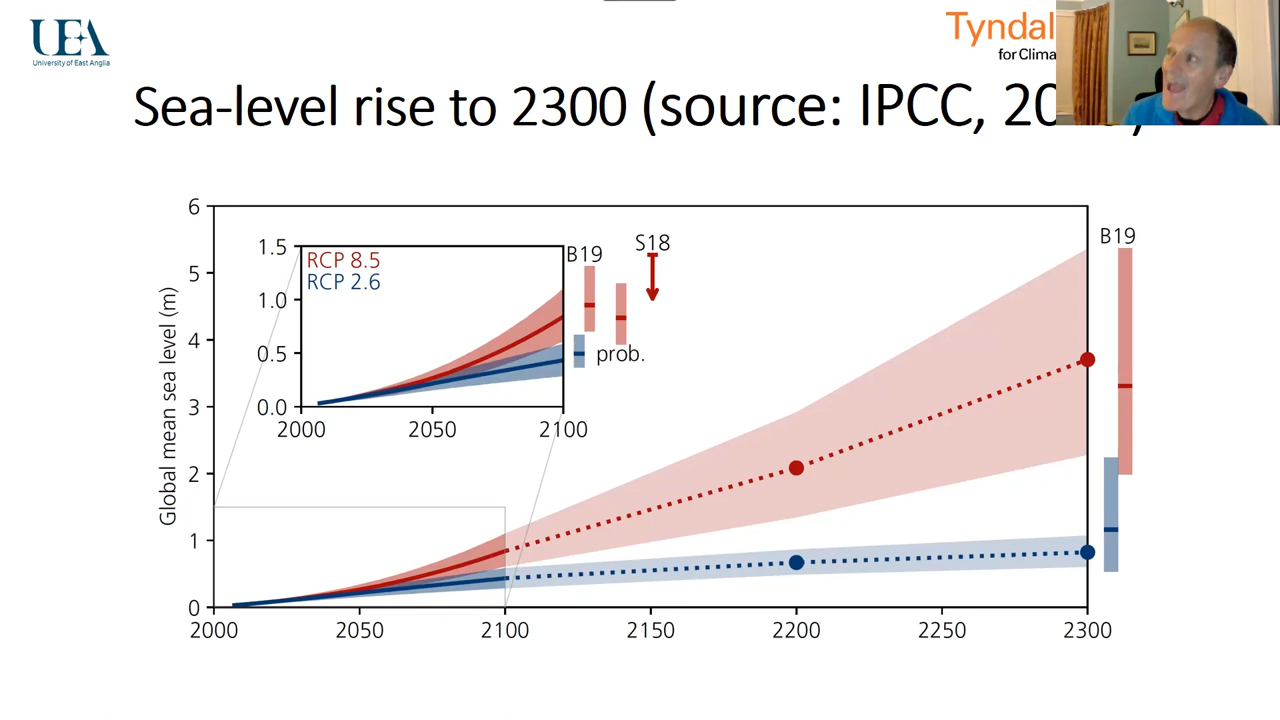 UEA
University of East Anglia
Tyndal
for Clima
Sea-level rise to 2300 (source: IPCC, 20
6
5
4
3
2
1
0
Global mean sea level (m)
2000
2050
2100
2150
2200
2250
2300
1.5
1.0
0.5
0.0
2000
2050
2100
RCP 8.5
RCP 2.6
B19
S18
prob.
B19